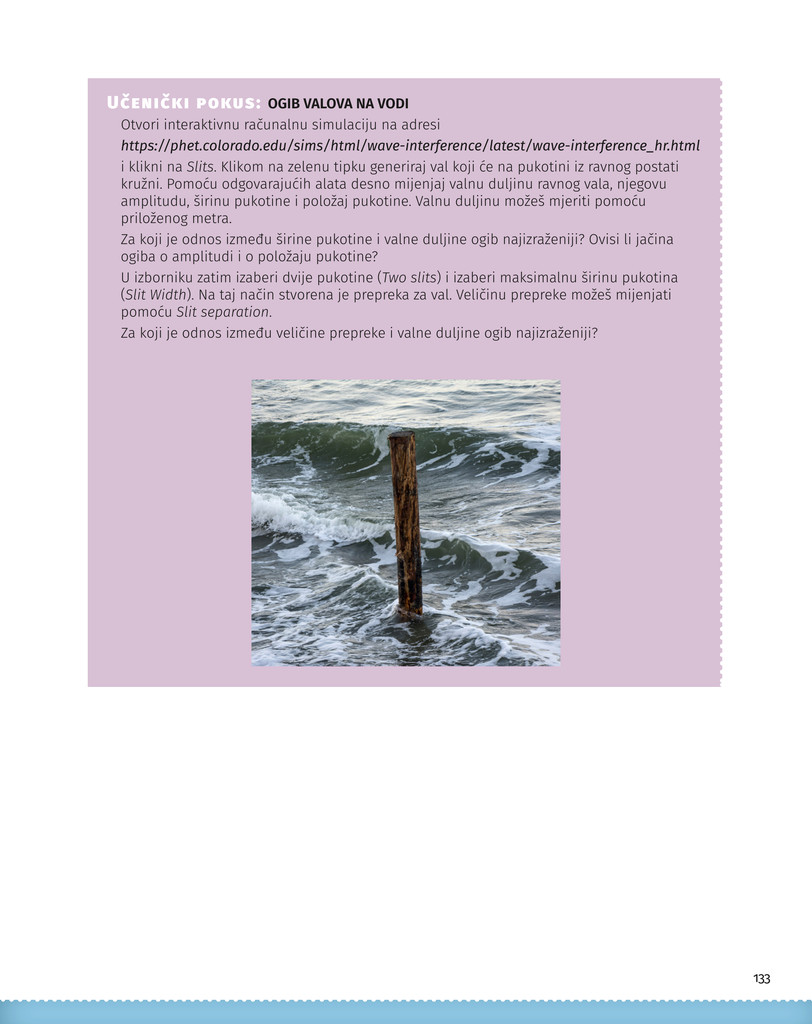 UČENIČKI POKUS: OGIB VALOVA NA VODI
Otvori interaktivnu računalnu simulaciju na adresi
https://phet.colorado.edu/sims/html/wave-interference/latest/wave-interference_hr.html
i klikni na Slits. Klikom na zelenu tipku generiraj val koji će na pukotini iz ravnog postati
kružni. Pomoću odgovarajućih alata desno mijenjaj valnu duljinu ravnog vala, njegovu
amplitudu, širinu pukotine i položaj pukotine. Valnu duljinu možeš mjeriti pomoću
priloženog metra.
Za koji je odnos između širine pukotine i valne duljine ogib najizraženiji? Ovisi li jačina
ogiba o amplitudi i o položaju pukotine?
U izborniku zatim izaberi dvije pukotine (Two slits) i izaberi maksimalnu širinu pukotina
(Slit Width). Na taj način stvorena je prepreka za val. Veličinu prepreke možeš mijenjati
pomoću Slit separation.
Za koji je odnos između veličine prepreke i valne duljine ogib najizraženiji?
133